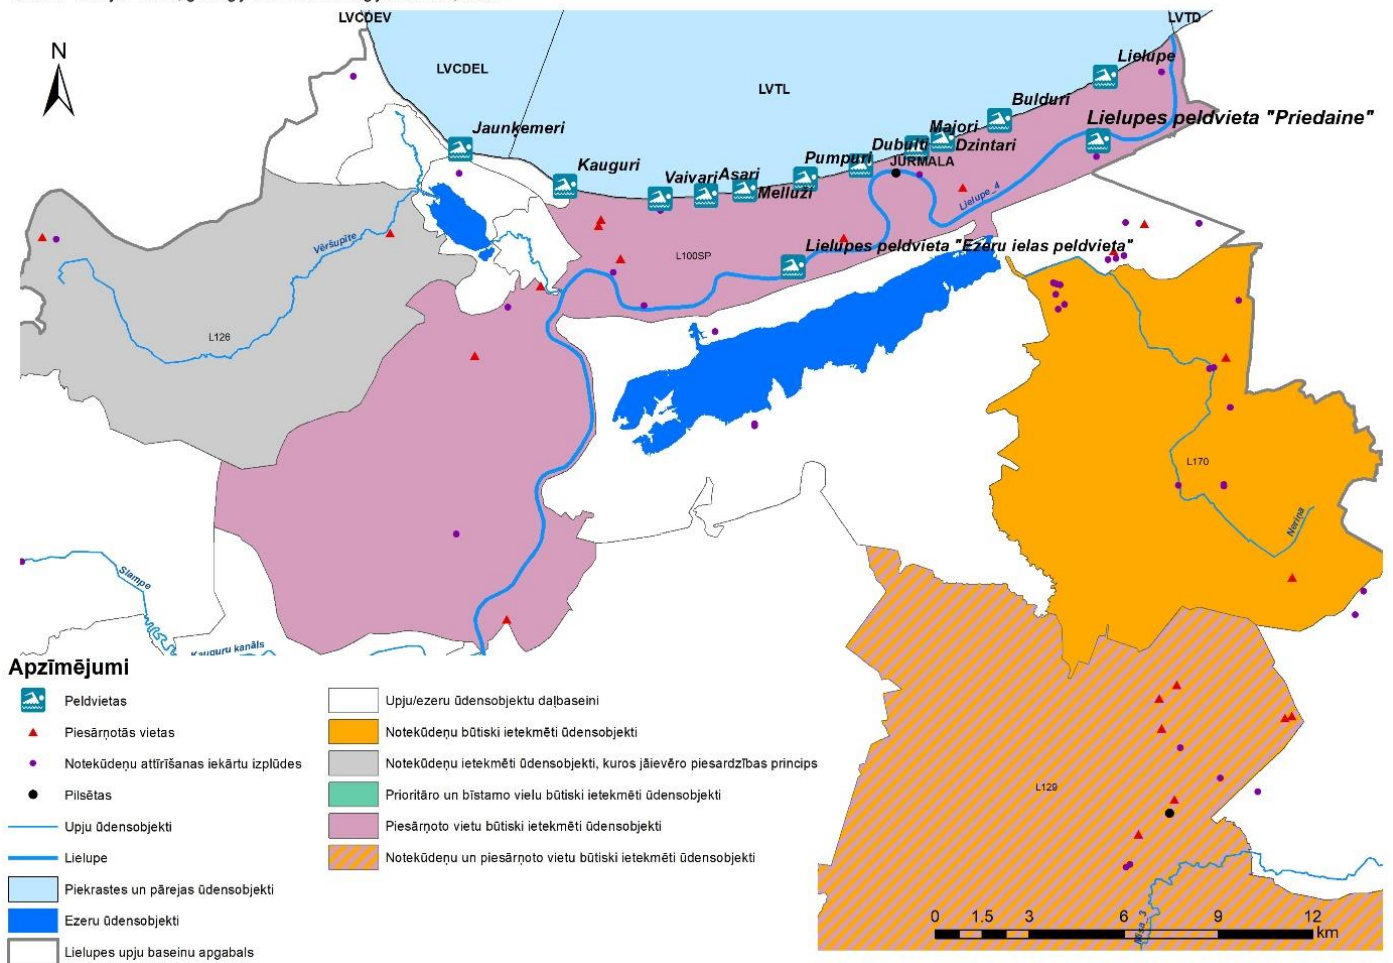 LVCDEV
LVTD
N
LVCDEL
LVTL
Lielupe
Bulduri
Lielupes peldvieta "Priedaine"
Jaunķemeri
Majori
Dubulti
Dzintari
JŪRMALA
Pumpuri
Kauguri
Vaivari
Asari
Melluži
Lielupe_4
Vēršupīte
L100SP
Lielupes peldvieta "Ezeru ielas peldvieta"
L126
L170
Neriņa
Slampe
Kauguru kanāls
L129
Misa_3
0 1.5 3 6 9 12
km
Apzīmējumi
Peldvietas
Piesārņotās vietas
Notekūdeņu attīrīšanas iekārtu izplūdes
Pilsētas
Upju ūdensobjekti
Lielupe
Piekrastes un pārejas ūdensobjekti
Ezeru ūdensobjekti
Lielupes upju baseinu apgabals
Upju/ezeru ūdensobjektu daļbaseini
Notekūdeņu būtiski ietekmēti ūdensobjekti
Notekūdeņu ietekmēti ūdensobjekti, kuros jāievēro piesardzības princips
Prioritāro un bīstamo vielu būtiski ietekmēti ūdensobjekti
Piesārņoto vietu būtiski ietekmēti ūdensobjekti
Notekūdeņu un piesārņoto vietu būtiski ietekmēti ūdensobjekti